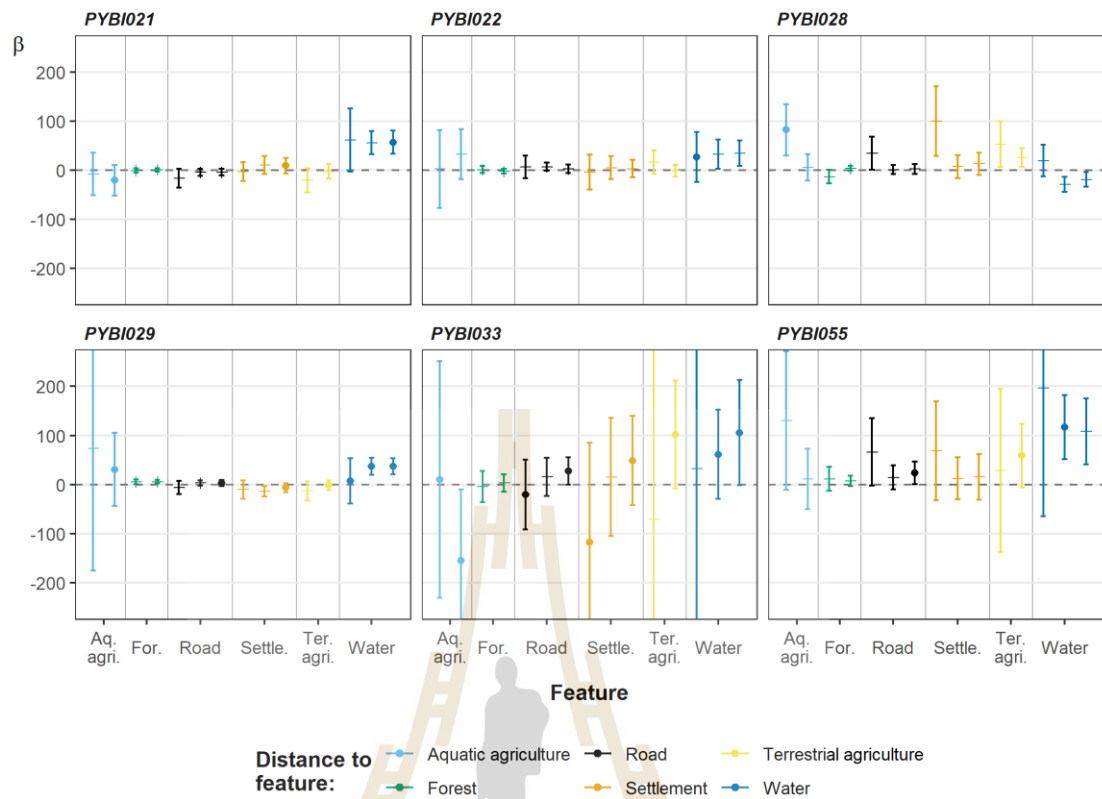 PYBI021 PYBI022 PYBI028
β
200
100
0
-100
-200
PYBI029 PYBI033 PYBI055
200
100
0
-100
-200
Aq. agri. For. Road Settle. Ter. agri. Water Aq. agri. For. Road Settle. Ter. agri. Water Aq. agri. For. Road Settle. Ter. agri. Water
Feature
Distance to feature:
Aquatic agriculture Road Terrestrial agriculture
Forest Settlement Water